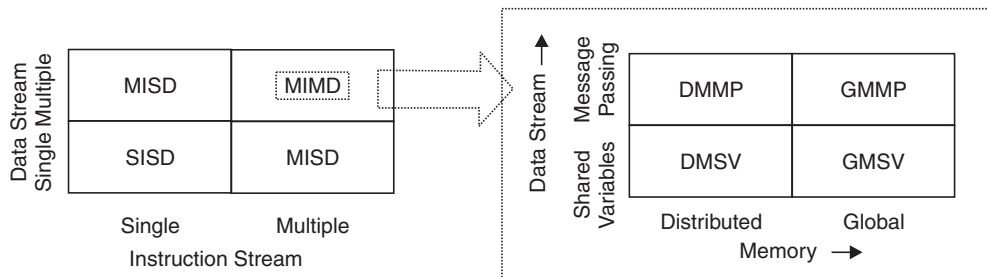 Data Stream
Single Multiple
MISD
MIMD
SISD
MISD
Single
Multiple
Instruction Stream
Data Stream
Message
Passing
Shared
Variables
DMMP
GMMP
DMSV
GMSV
Distributed
Global
Memory